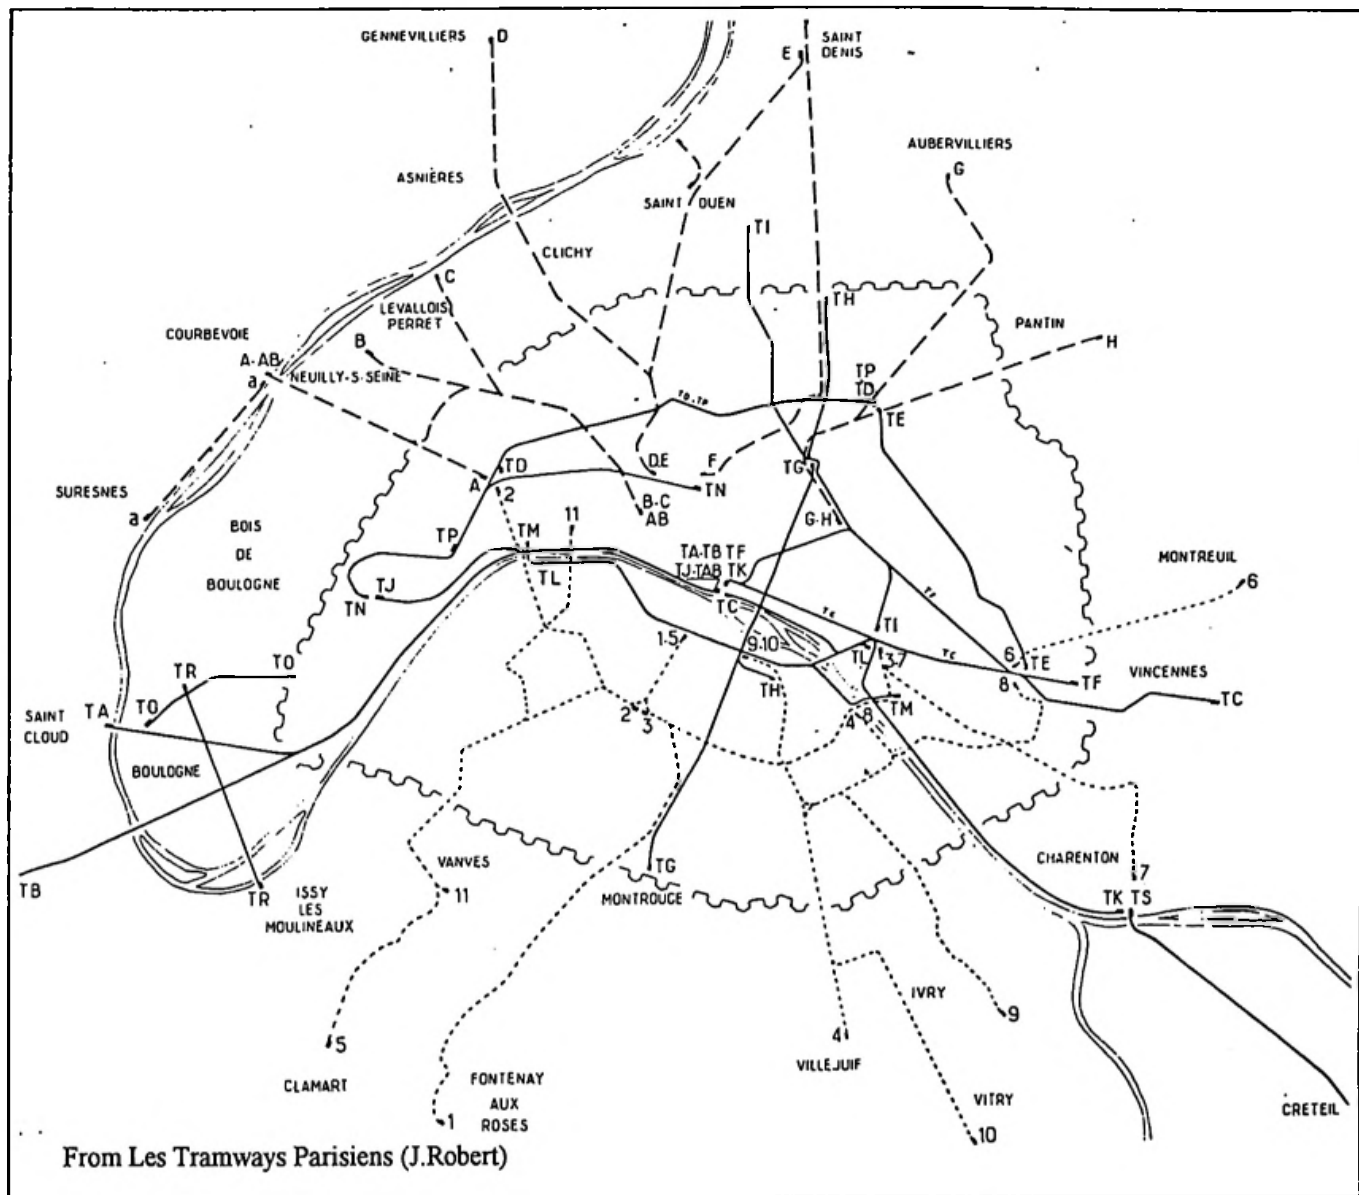 GENNEVILLIERS
D
SAINT
DENIS
E
AUBERVILLIERS
G
ASNIÈRES
SAINT OUEN
TI
CLICHY
C
LEVALLOIS
PERRET
TH
COURBEVOIE
B
PANTIN
H
A-AB
NEUILLY-S-SEINE
a
TP
TD
TD-TP
TE
TD
DE
F
TG
A
2
TN
SURESNES
a
B-C
AB
G-H
BOIS
DE
BOULOGNE
TP
TM
11
TA-TB TF
TJ-TAB TK
MONTREUIL
6
TL
TN
TJ
TC
TI
1·5
9·10
TL
3·7
6
TE
VINCENNES
8
TF
TC
TR
TO
TH
TO
TA
SAINT
CLOUD
2
3
4
8
TM
BOULOGNE
TB
TR
ISSY
LES
MOULINEAUX
VANVES
11
TG
MONTROUCE
CHARENTON
7
TK
TS
IVRY
9
5
CLAMART
4
VILLEJUIF
FONTENAY
AUX
ROSES
1
VITRY
10
CRETEIL
From Les Tramways Parisiens (J.Robert)